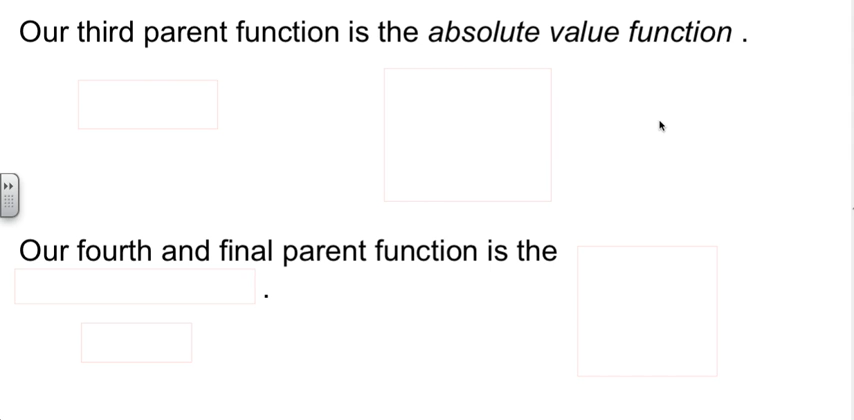 Our third parent function is the absolute value function .
Our fourth and final parent function is the
.